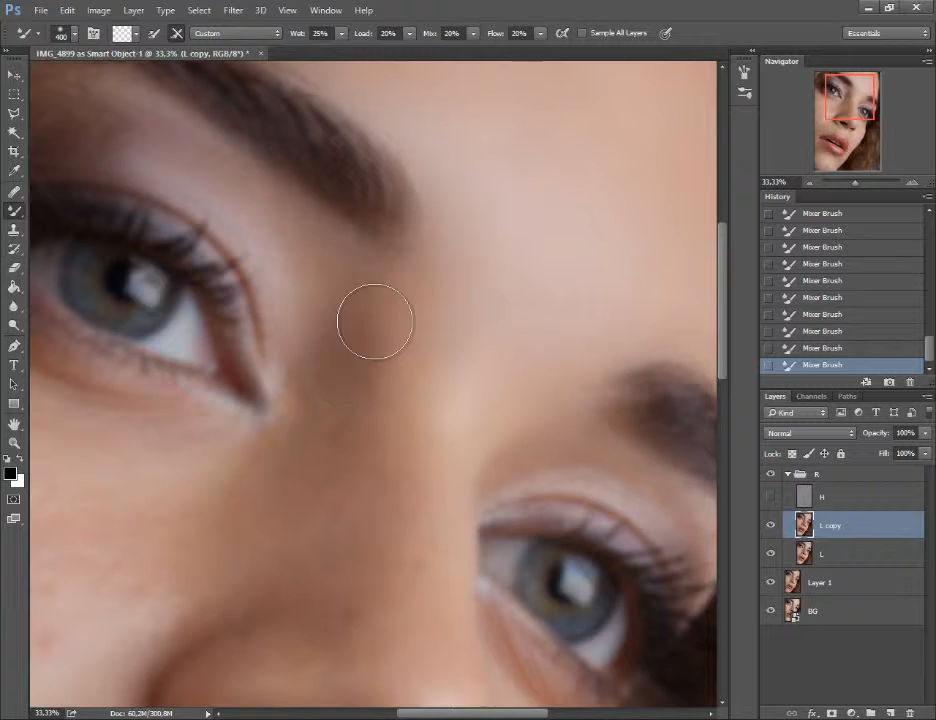 Ps File Edit Image Layer Type Select Filter 3D View Window Help
400 Custom Wet: 25% Load: 20% Mix: 20% Flow: 20% Sample All Layers Essentials
IMG_4899 as Smart Object-1 @ 33,3% (L copy, RGB/8*) * ×
Navigator
33,33%
History
Mixer Brush
Mixer Brush
Mixer Brush
Mixer Brush
Mixer Brush
Mixer Brush
Mixer Brush
Mixer Brush
Mixer Brush
Mixer Brush
Layers Channels Paths
Kind
Normal Opacity: 100%
Lock: Fill: 100%
R
H
L copy
L
Layer 1
BG
33,33% Doc: 60,2M/300,8M